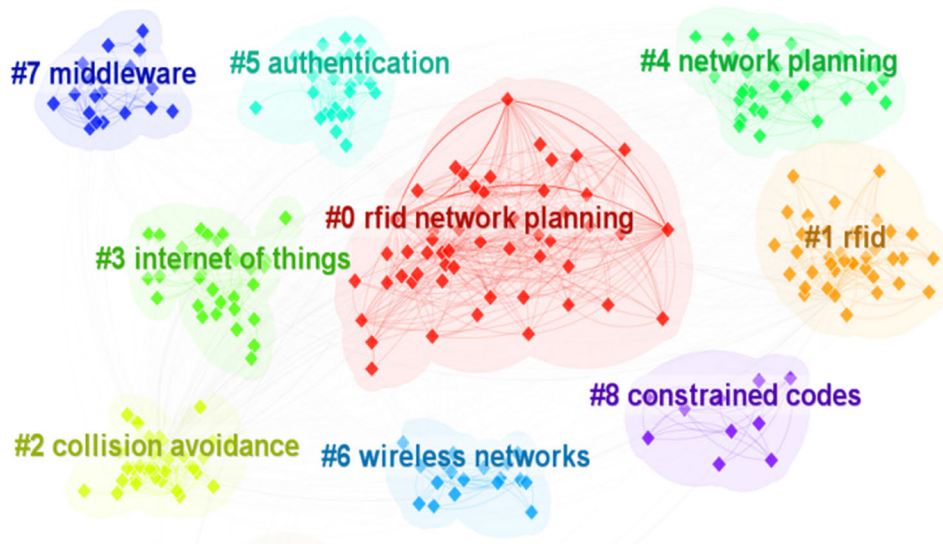 #7 middleware
#5 authentication
#4 network planning
#0 rfid network planning
#1 rfid
#3 internet of things
#8 constrained codes
#2 collision avoidance
#6 wireless networks